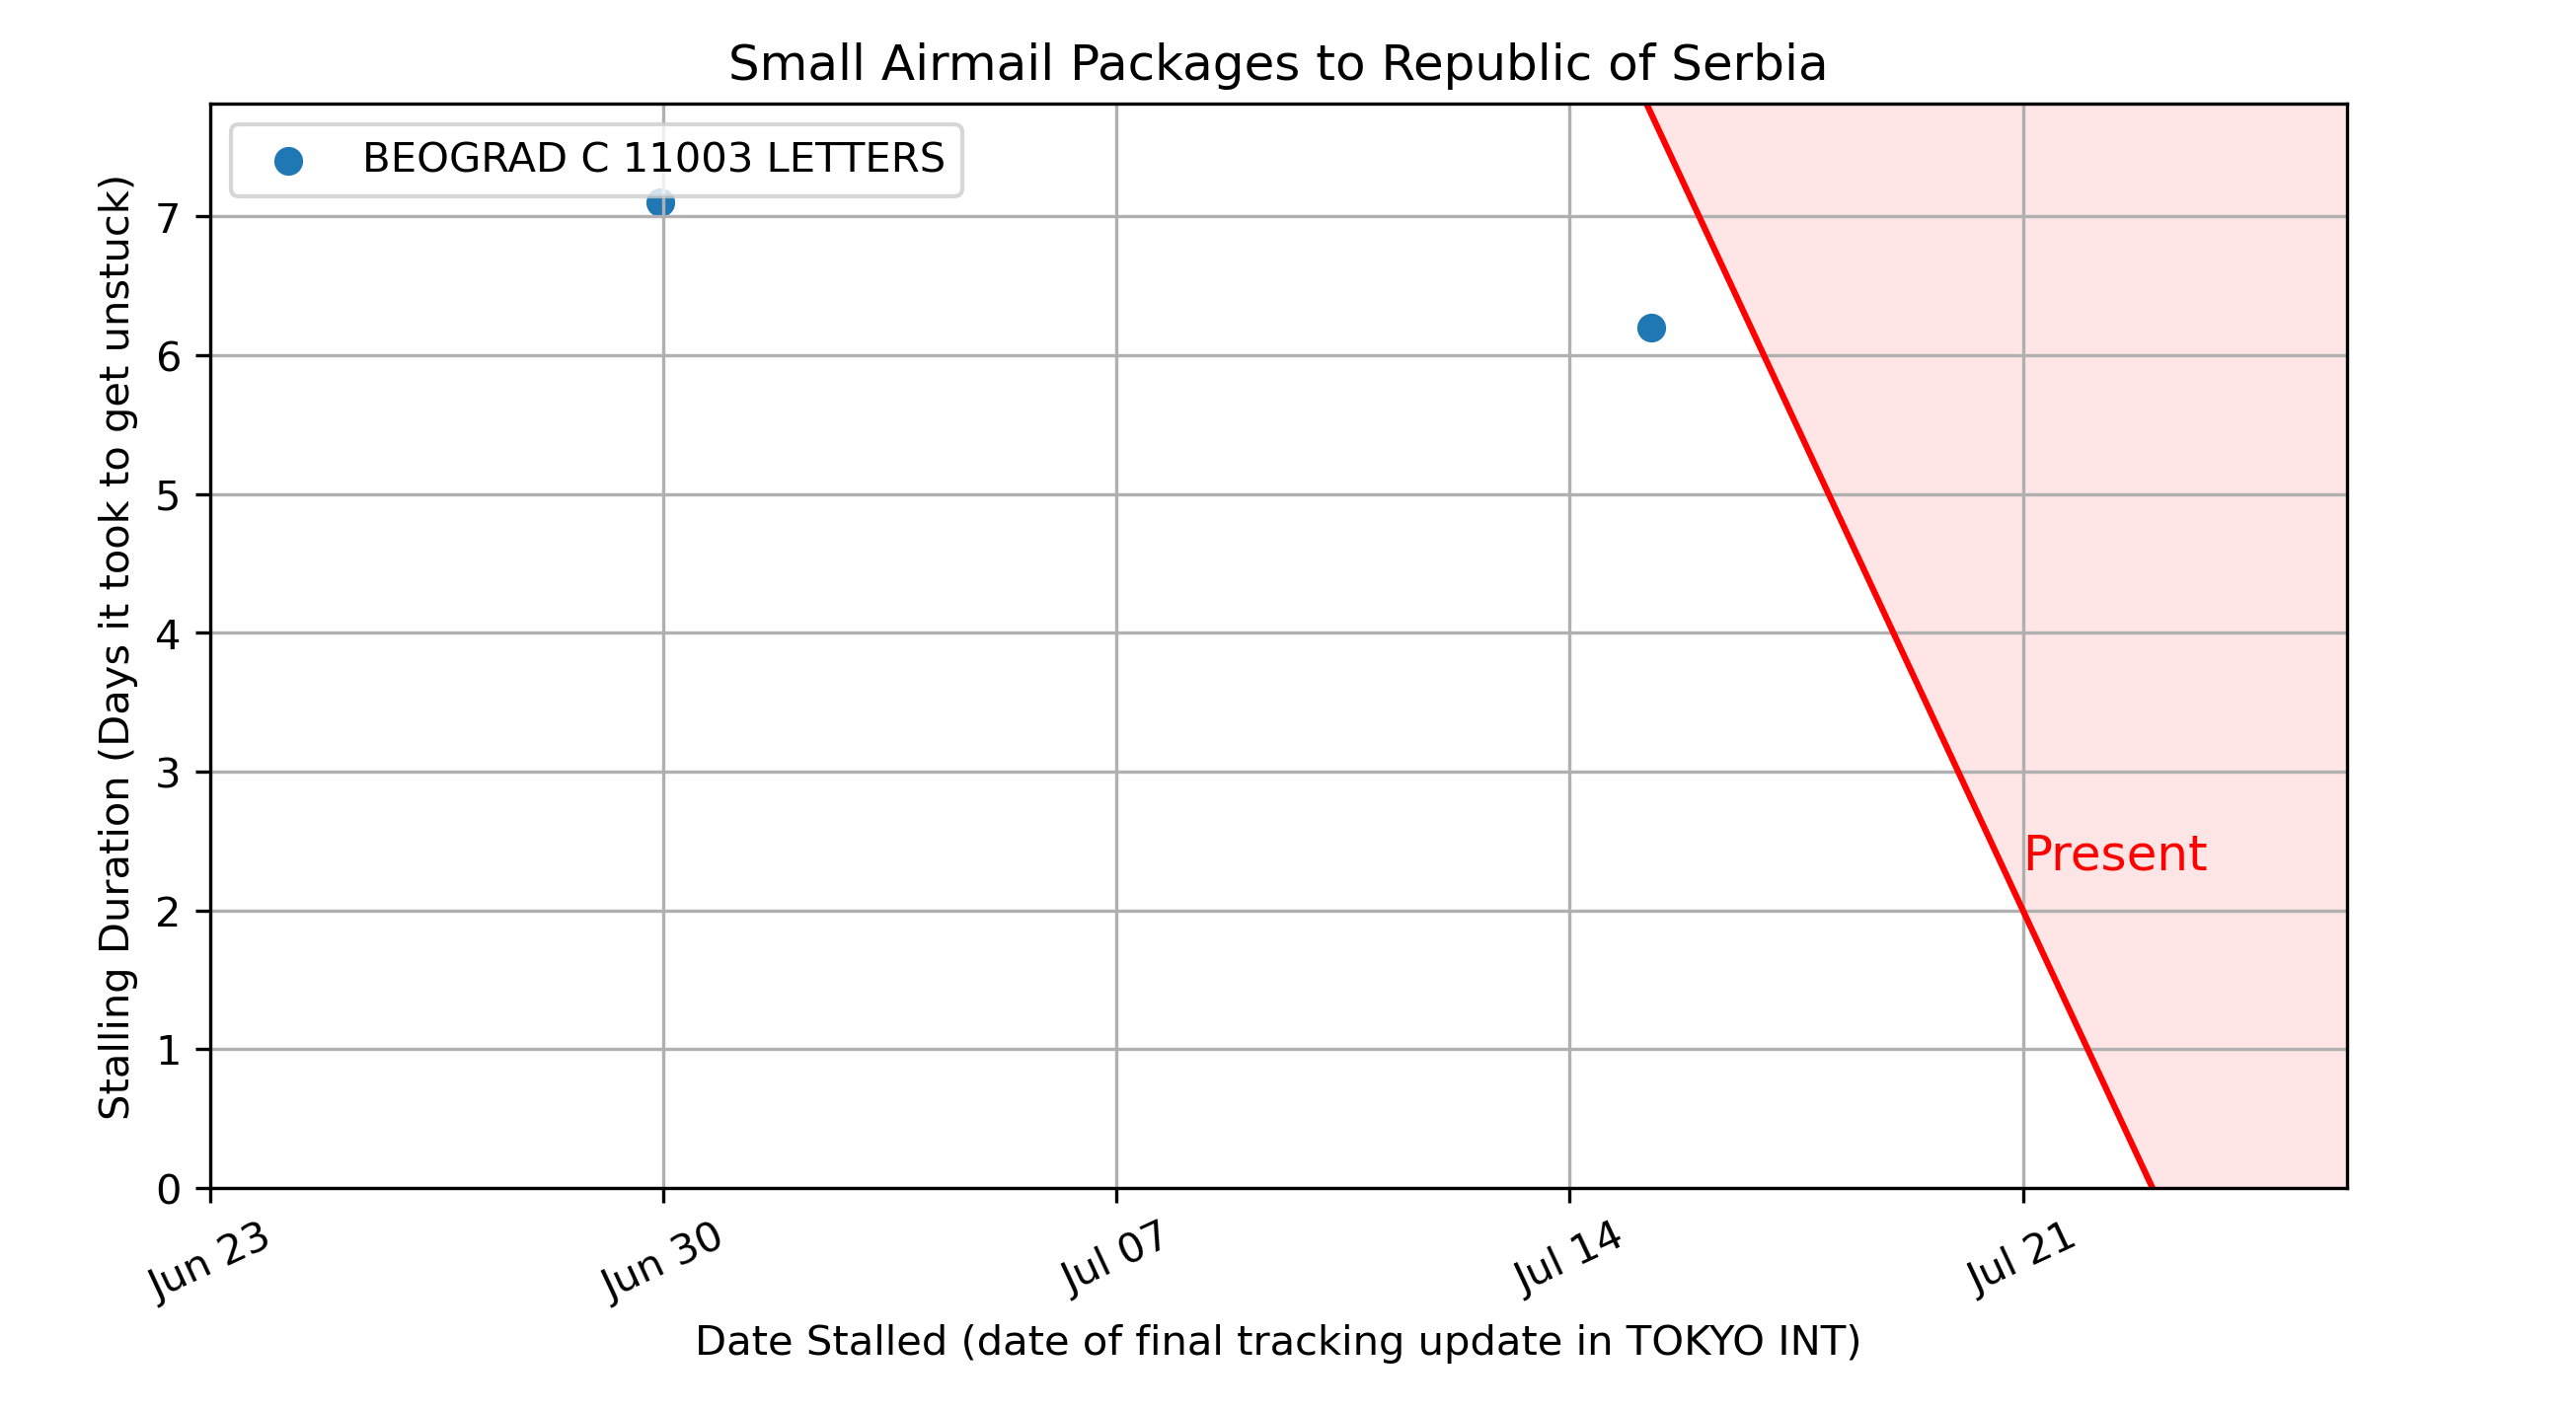 Small Airmail Packages to Republic of Serbia
BEOGRAD C 11003 LETTERS
Stalling Duration (Days it took to get unstuck)
7
6
5
4
3
2
1
0
Present
Jun 23
Jun 30
Jul 07
Jul 14
Jul 21
Date Stalled (date of final tracking update in TOKYO INT)